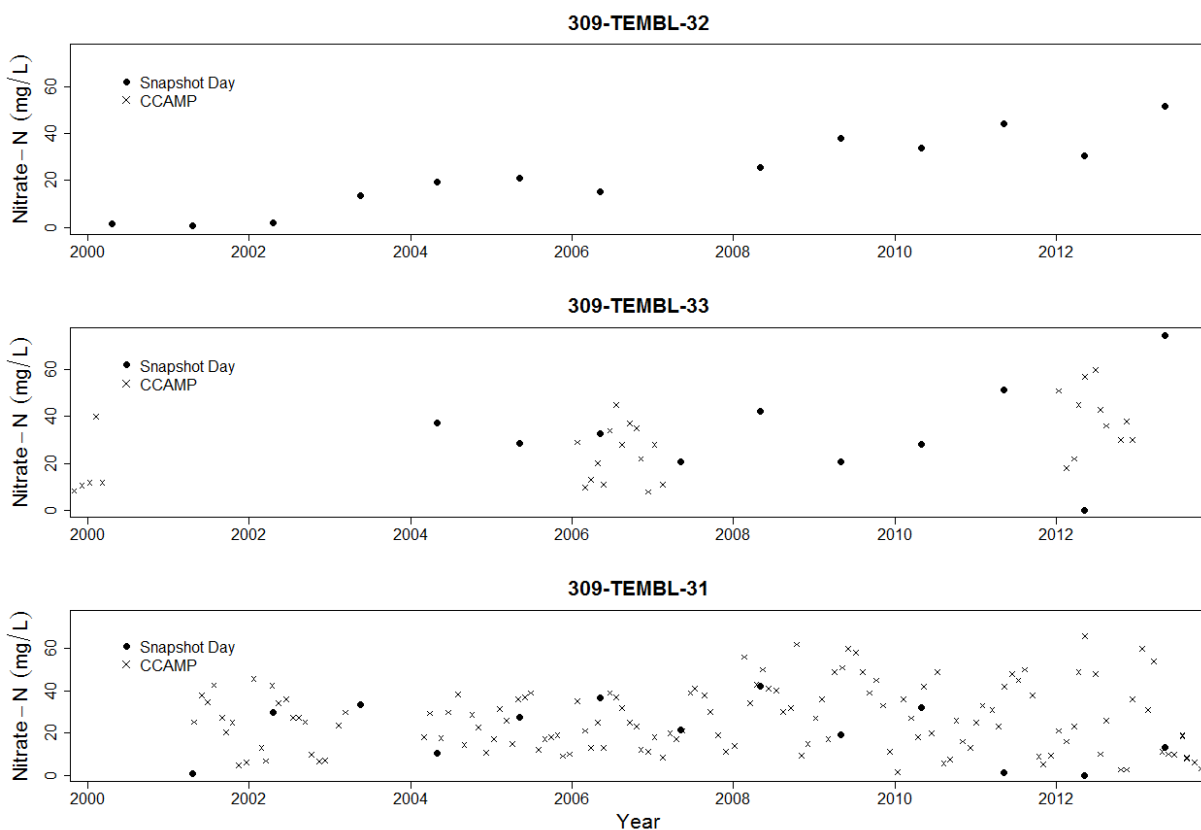 309-TEMBL-32
Nitrate−N (mg/L)
60
40
20
0
Snapshot Day
CCAMP
2000 2002 2004 2006 2008 2010 2012
309-TEMBL-33
Nitrate−N (mg/L)
60
40
20
0
Snapshot Day
CCAMP
2000 2002 2004 2006 2008 2010 2012
309-TEMBL-31
Nitrate−N (mg/L)
60
40
20
0
Snapshot Day
CCAMP
2000 2002 2004 2006 2008 2010 2012
Year